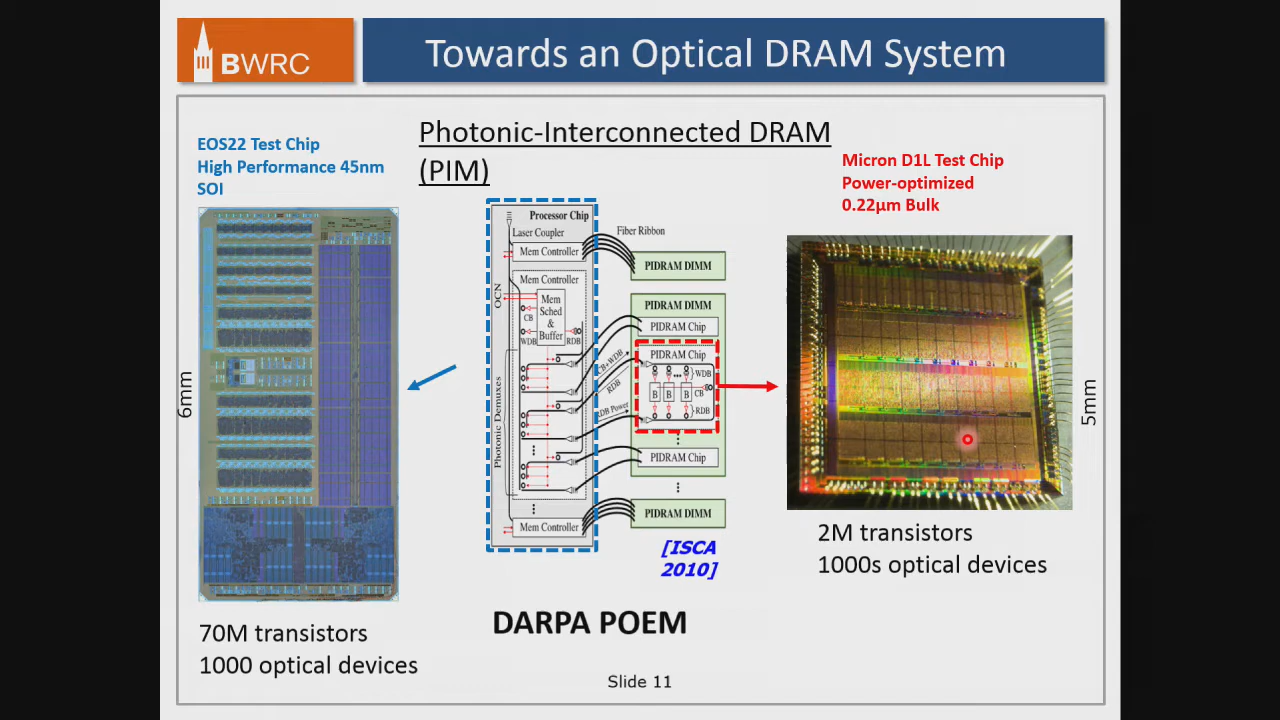 BWRC
Towards an Optical DRAM System
EOS22 Test Chip
High Performance 45nm
SOI
Photonic-Interconnected DRAM
(PIM)
Micron D1L Test Chip
Power-optimized
0.22µm Bulk
Processor Chip
Laser Coupler
Mem Controller
Fiber Ribbon
PIDRAM DIMM
Mem Controller
OCN
Mem
Sched
&
Buffer
CB
WDB
RDB
PIDRAM DIMM
PIDRAM Chip
PIDRAM Chip
CB+WDB
RDB
RDB Power
...
WDB
CB
B B B
RDB
Photonic Demuxes
PIDRAM Chip
Mem Controller
PIDRAM DIMM
6mm
5mm
[ISCA
2010]
2M transistors
1000s optical devices
DARPA POEM
70M transistors
1000 optical devices
Slide 11